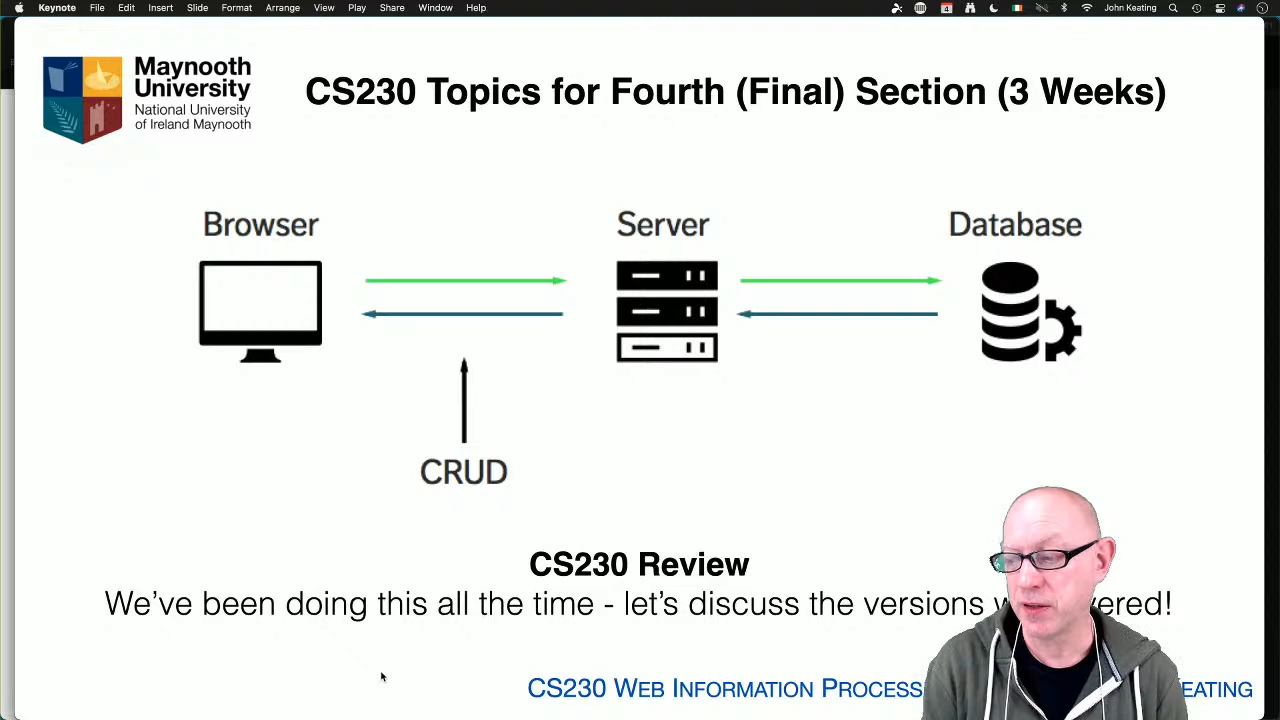 Keynote File Edit Insert Slide Format Arrange View Play Share Window Help 4 John Keating
Maynooth
University
National University
of Ireland Maynooth
CS230 Topics for Fourth (Final) Section (3 Weeks)
Browser Server Database
CRUD
CS230 Review
We've been doing this all the time - let's discuss the versions
CS230 WEB INFORMATION PROCESS